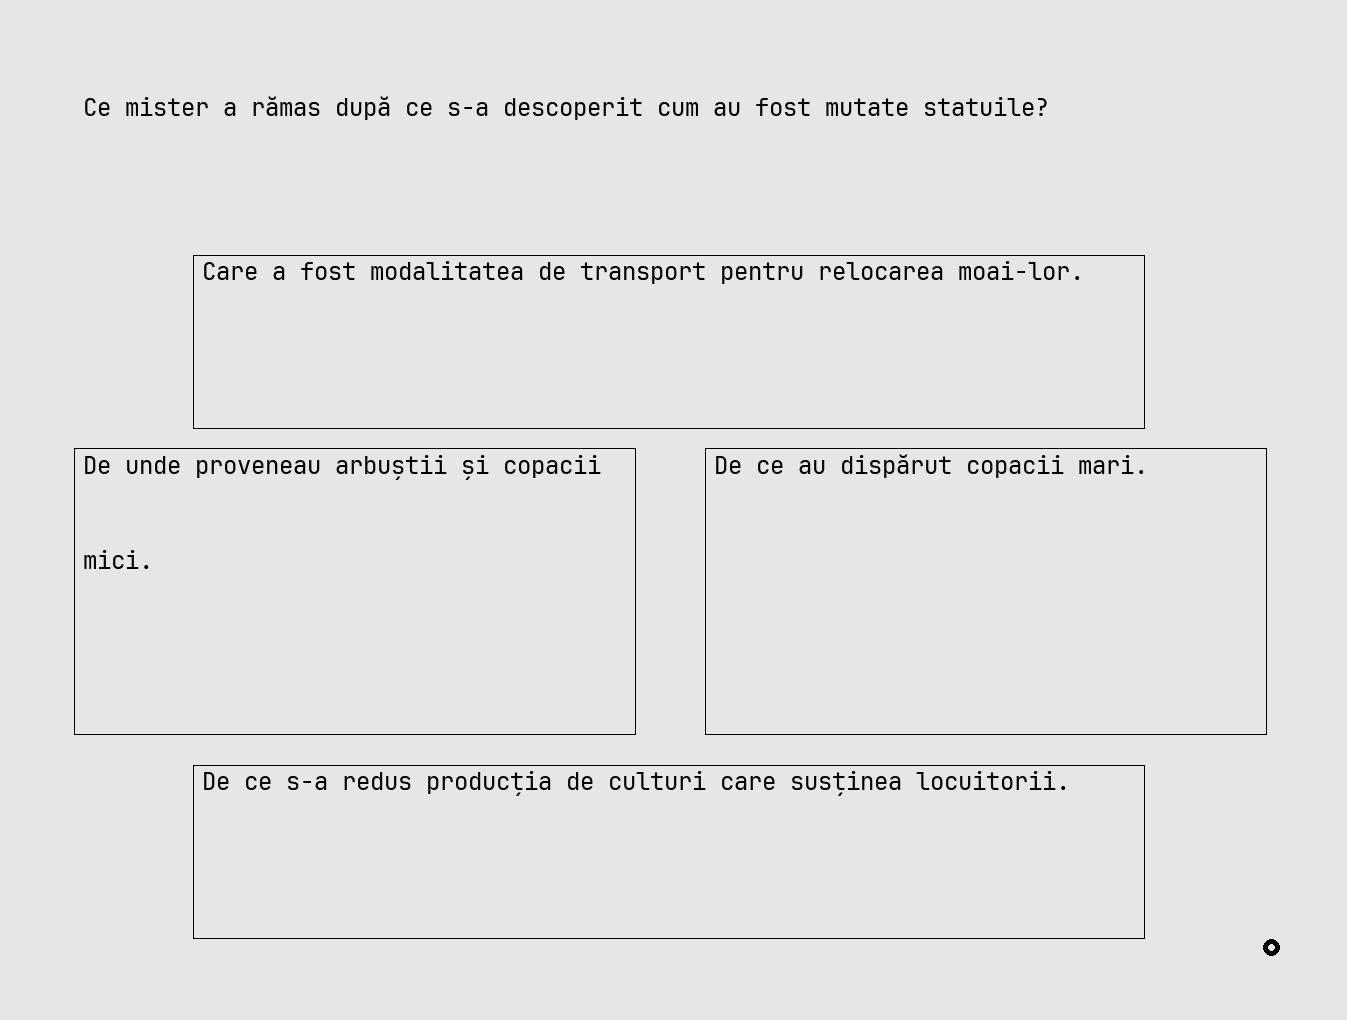 Ce mister a rămas după ce s-a descoperit cum au fost mutate statuile?
Care a fost modalitatea de transport pentru relocarea moai-lor.
De unde proveneau arbuștii și copacii
mici.
De ce au dispărut copacii mari.
De ce s-a redus producția de culturi care susținea locuitorii.